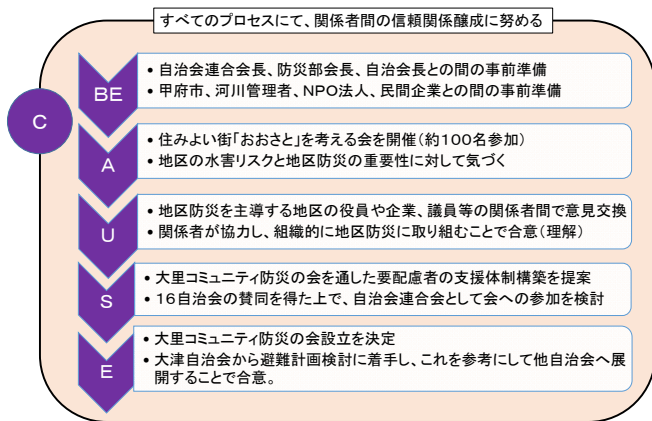 すべてのプロセスにて、関係者間の信頼関係醸成に努める
C
BE
• 自治会連合会長、防災部会長、自治会長との間の事前準備
• 甲府市、河川管理者、NPO法人、民間企業との間の事前準備
A
• 住みよい街「おおさと」を考える会を開催(約100名参加)
• 地区の水害リスクと地区防災の重要性に対して気づく
U
• 地区防災を主導する地区の役員や企業、議員等の関係者間で意見交換
• 関係者が協力し、組織的に地区防災に取り組むことで合意(理解)
S
• 大里コミュニティ防災の会を通した要配慮者の支援体制構築を提案
• 16自治会の賛同を得た上で、自治会連合会として会への参加を検討
E
• 大里コミュニティ防災の会設立を決定
• 大津自治会から避難計画検討に着手し、これを参考にして他自治会へ展
開することで合意。